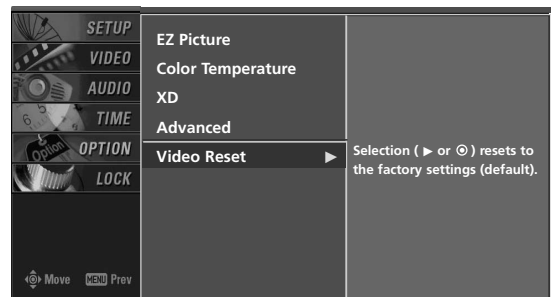 SETUP
VIDEO
AUDIO
TIME
OPTION
LOCK
Move MENU Prev
EZ Picture
Color Temperature
XD
Advanced
Video Reset ►
Selection ( ► or ⊙ ) resets to
the factory settings (default).